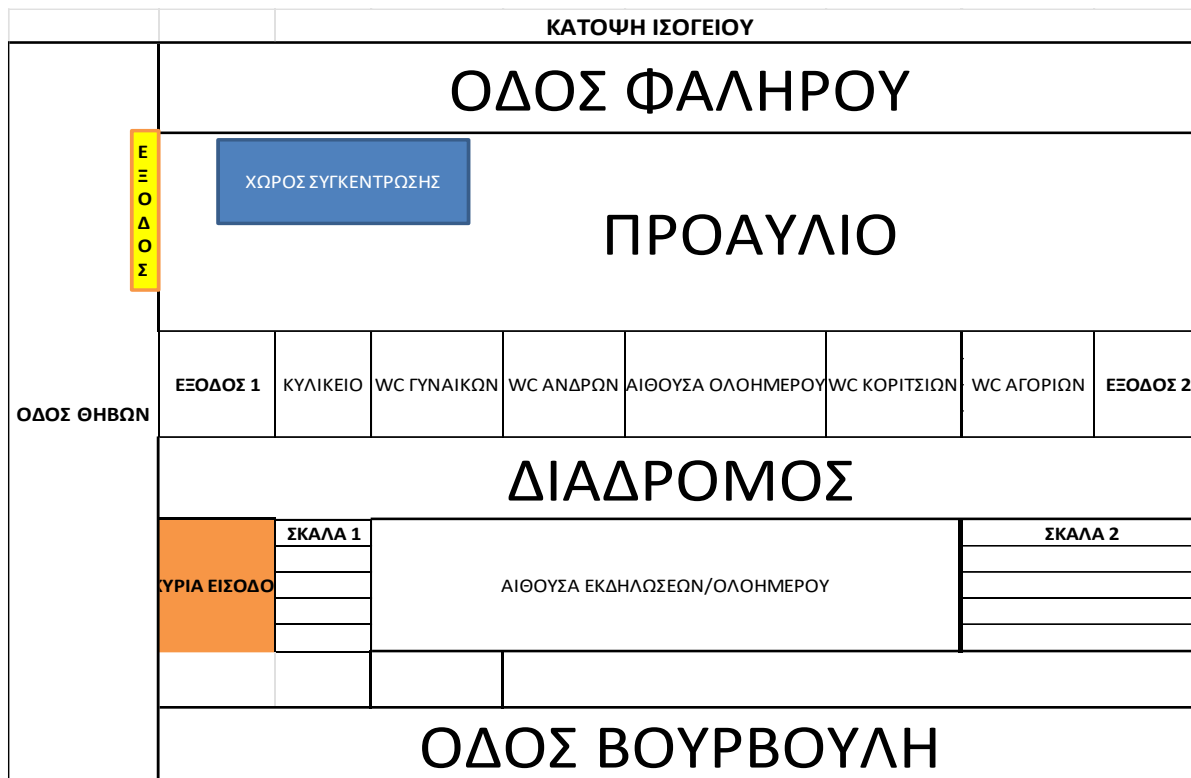 ΚΑΤΟΨΗ ΙΣΟΓΕΙΟΥ
ΟΔΟΣ ΦΑΛΗΡΟΥ
ΕΞΟΔΟΣ
ΧΩΡΟΣ ΣΥΓΚΕΝΤΡΩΣΗΣ
ΠΡΟΑΥΛΙΟ
ΟΔΟΣ ΘΗΒΩΝ
ΕΞΟΔΟΣ 1
ΚΥΛΙΚΕΙΟ
WC ΓΥΝΑΙΚΩΝ
WC ΑΝΔΡΩΝ
ΑΙΘΟΥΣΑ ΟΛΟΗΜΕΡΟΥ
WC ΚΟΡΙΤΣΙΩΝ
WC ΑΓΟΡΙΩΝ
ΕΞΟΔΟΣ 2
ΔΙΑΔΡΟΜΟΣ
ΥΡΙΑ ΕΙΣΟΔΟ
ΣΚΑΛΑ 1
ΑΙΘΟΥΣΑ ΕΚΔΗΛΩΣΕΩΝ/ΟΛΟΗΜΕΡΟΥ
ΣΚΑΛΑ 2
ΟΔΟΣ ΒΟΥΡΒΟΥΛΗ